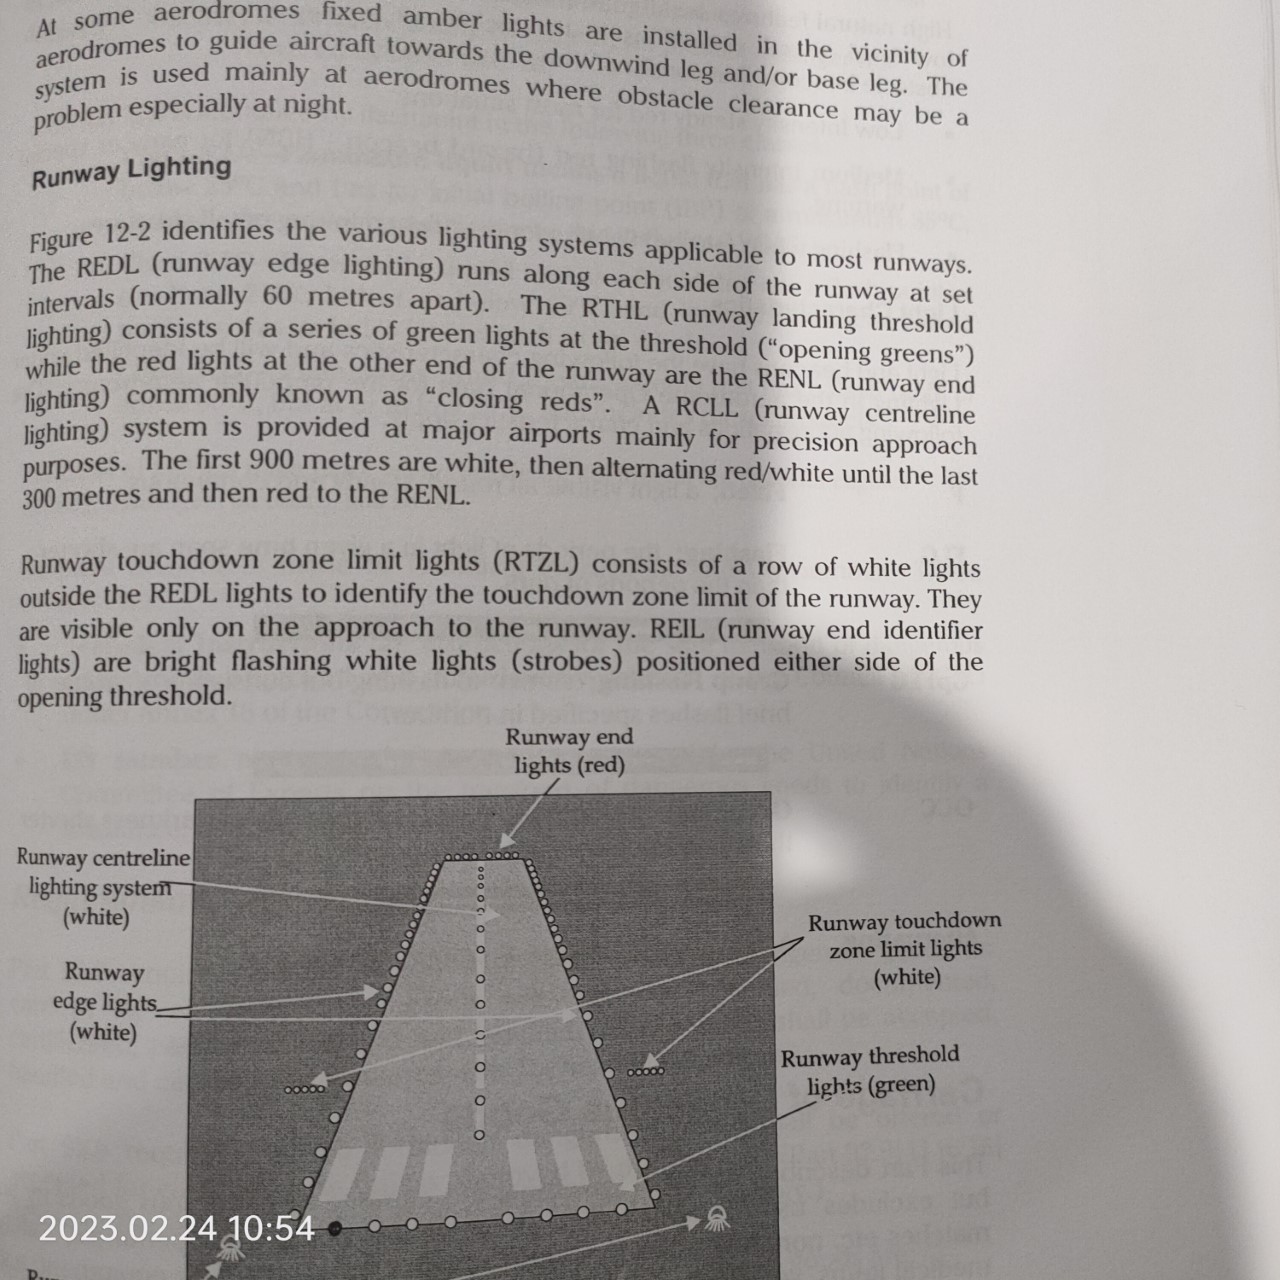 At some aerodromes fixed amber lights are installed in the vicinity of
aerodromes to guide aircraft towards the downwind leg and/or base leg. The
system is used mainly at aerodromes where obstacle clearance may be a
problem especially at night.
Runway Lighting
Figure 12-2 identifies the various lighting systems applicable to most runways.
The REDL (runway edge lighting) runs along each side of the runway at set
intervals (normally 60 metres apart). The RTHL (runway landing threshold
lighting) consists of a series of green lights at the threshold (“opening greens”)
while the red lights at the other end of the runway are the RENL (runway end
lighting) commonly known as “closing reds”. A RCLL (runway centreline
lighting) system is provided at major airports mainly for precision approach
purposes. The first 900 metres are white, then alternating red/white until the last
300 metres and then red to the RENL.
Runway touchdown zone limit lights (RTZL) consists of a row of white lights
outside the REDL lights to identify the touchdown zone limit of the runway. They
are visible only on the approach to the runway. REIL (runway end identifier
lights) are bright flashing white lights (strobes) positioned either side of the
opening threshold.
Runway end
lights (red)
Runway centreline
lighting system
(white)
Runway
edge lights
(white)
Runway touchdown
zone limit lights
(white)
Runway threshold
lights (green)
2023.02.24 10:54